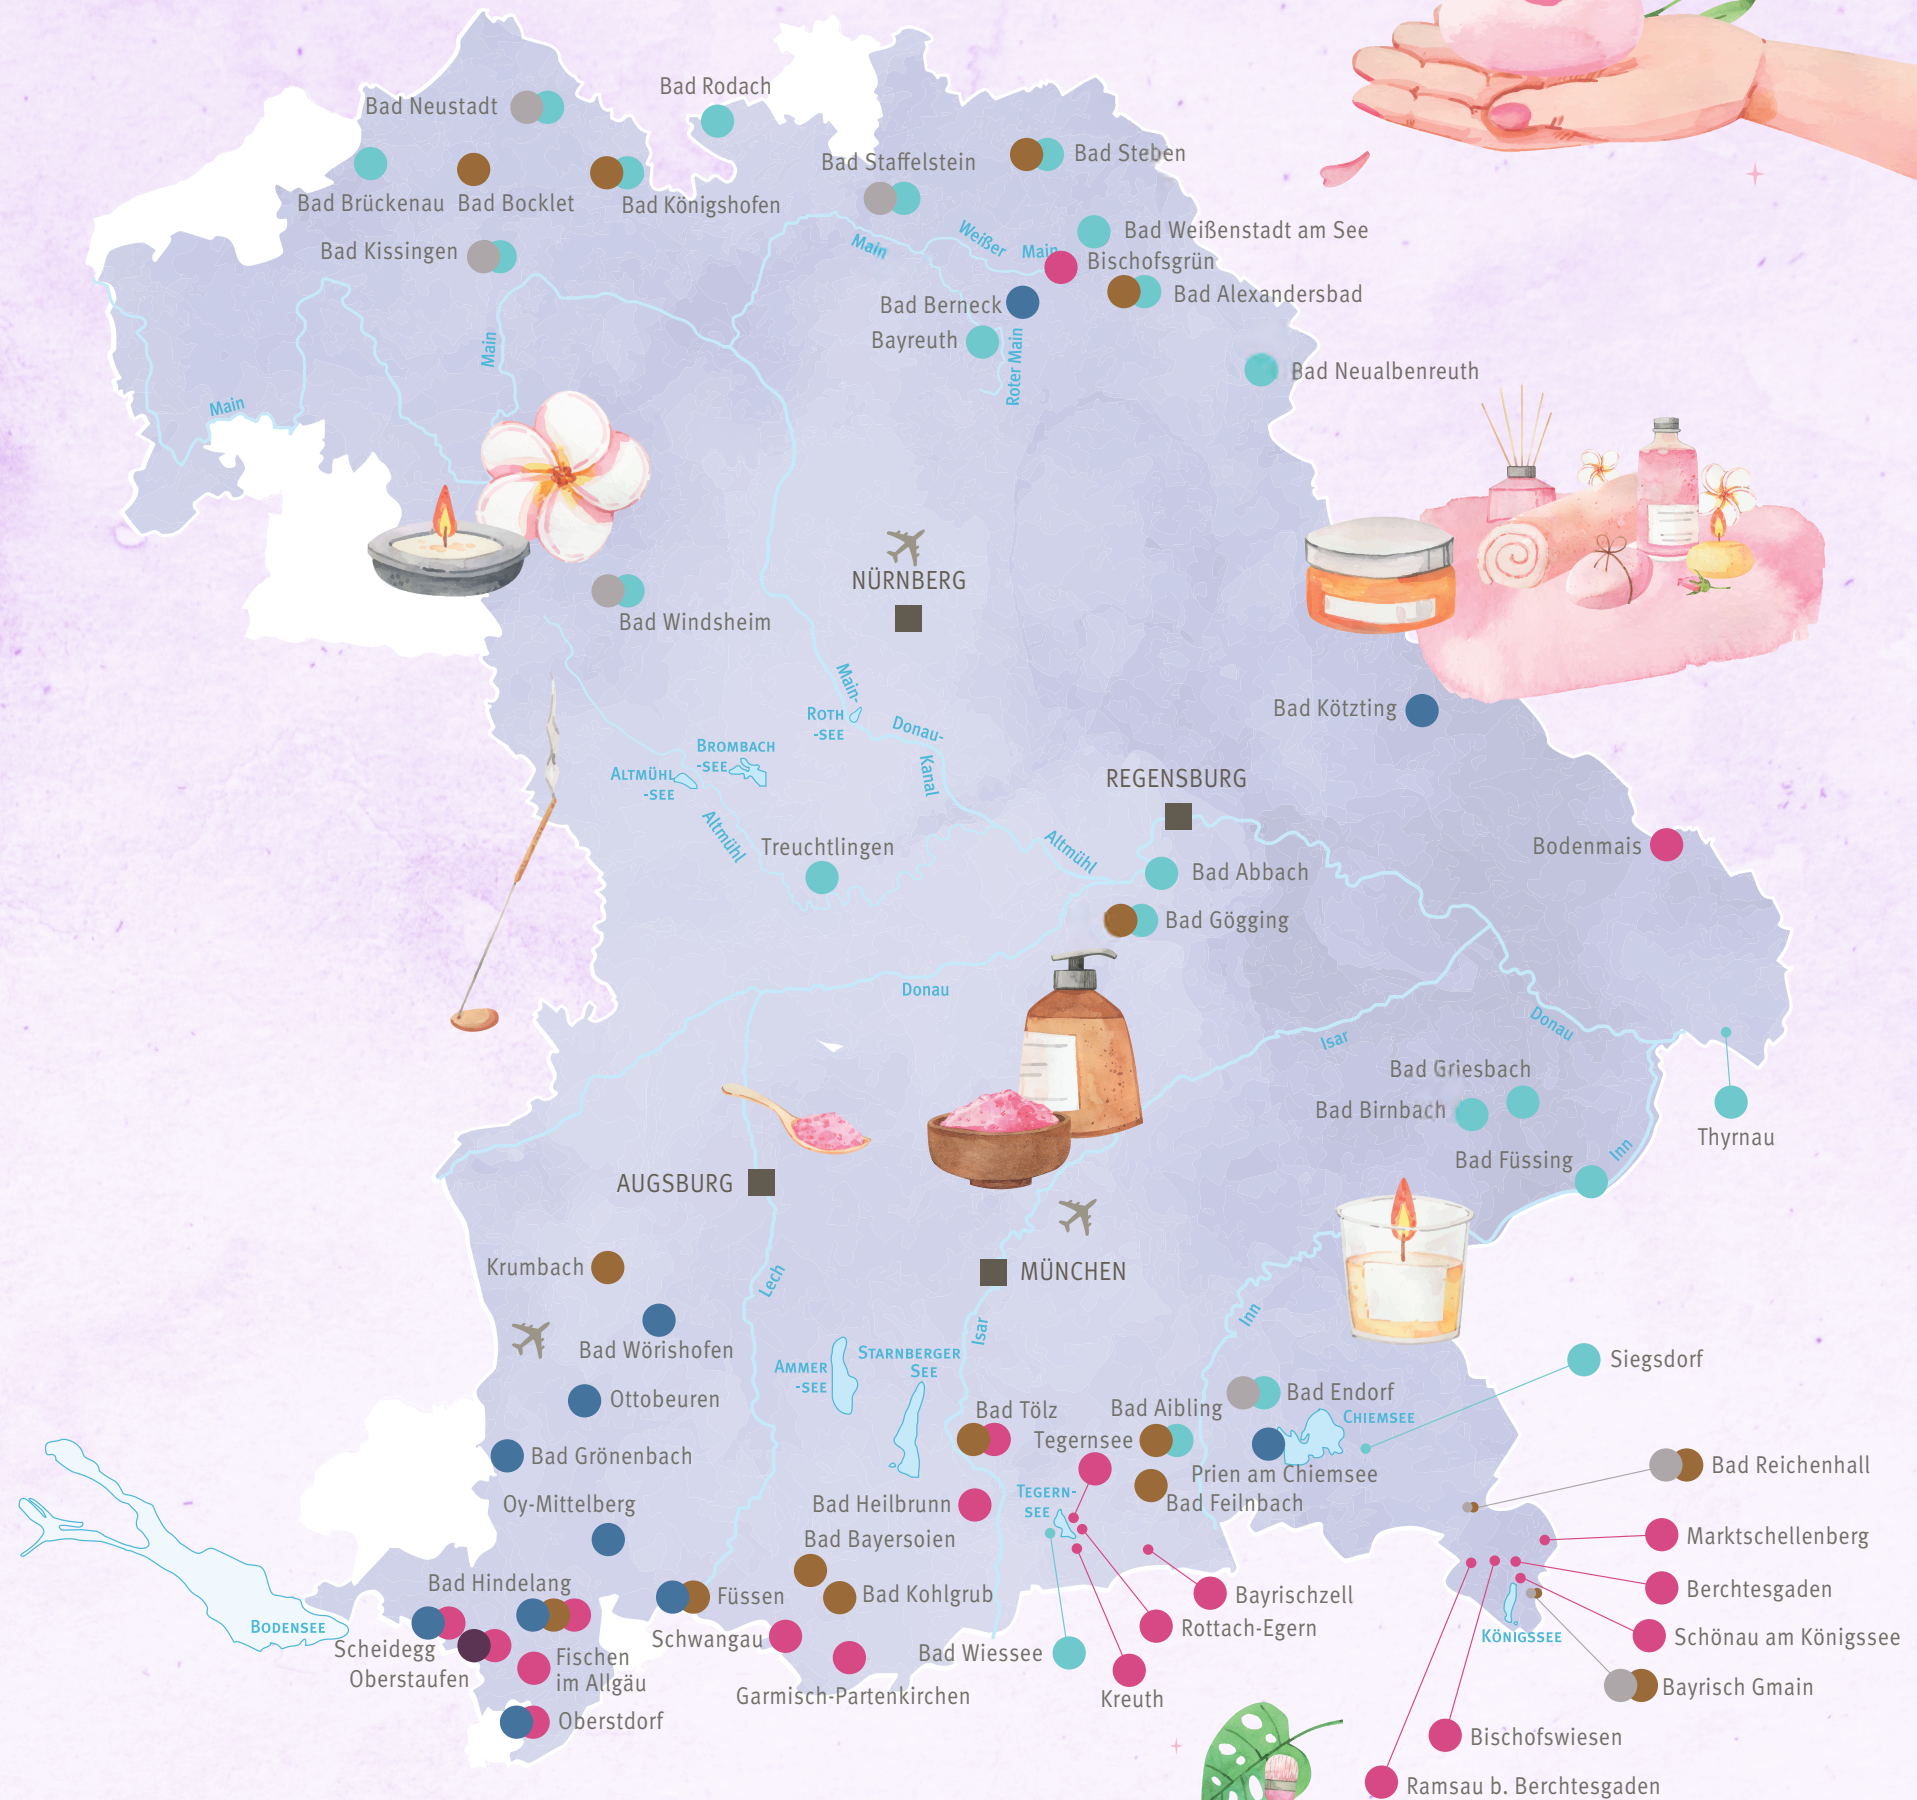 Bad Rodach
Bad Neustadt
Bad Staffelstein
Bad Steben
Bad Brückenau
Bad Bocklet
Bad Königshofen
Bad Weißenstadt am See
Weißer
Main
Main
Bad Kissingen
Bischofsgrün
Bad Alexandersbad
Bad Berneck
Bayreuth
Main
Roter Main
Bad Neualbenreuth
Main
NÜRNBERG
Bad Windsheim
Main-
Donau-
Kanal
ROTH
-SEE
Bad Kötzting
BROMBACH
-SEE
ALTMÜHL
-SEE
REGENSBURG
Altmühl
Treuchtlingen
Altmühl
Bodenmais
Bad Abbach
Bad Gögging
Donau
Donau
Isar
Bad Griesbach
Bad Birnbach
Thyrnau
Bad Füssing
Inn
AUGSBURG
Krumbach
Lech
MÜNCHEN
Isar
Inn
Bad Wörishofen
AMMER
-SEE
STARNBERGER
SEE
Siegsdorf
Ottobeuren
Bad Tölz
Bad Aibling
Bad Endorf
CHIEMSEE
Tegernsee
Bad Grönenbach
Prien am Chiemsee
Bad Reichenhall
Oy-Mittelberg
Bad Heilbrunn
TEGERN-
SEE
Bad Feilnbach
Bad Bayersoien
Marktschellenberg
Bad Hindelang
Füssen
Bad Kohlgrub
Bayrischzell
Berchtesgaden
BODENSEE
Scheidegg
Schwangau
Rottach-Egern
KÖNIGSSEE
Schönau am Königssee
Oberstaufen
Fischen
im Allgäu
Bad Wiessee
Garmisch-Partenkirchen
Kreuth
Bayrisch Gmain
Oberstdorf
Bischofswiesen
Ramsau b. Berchtesgaden